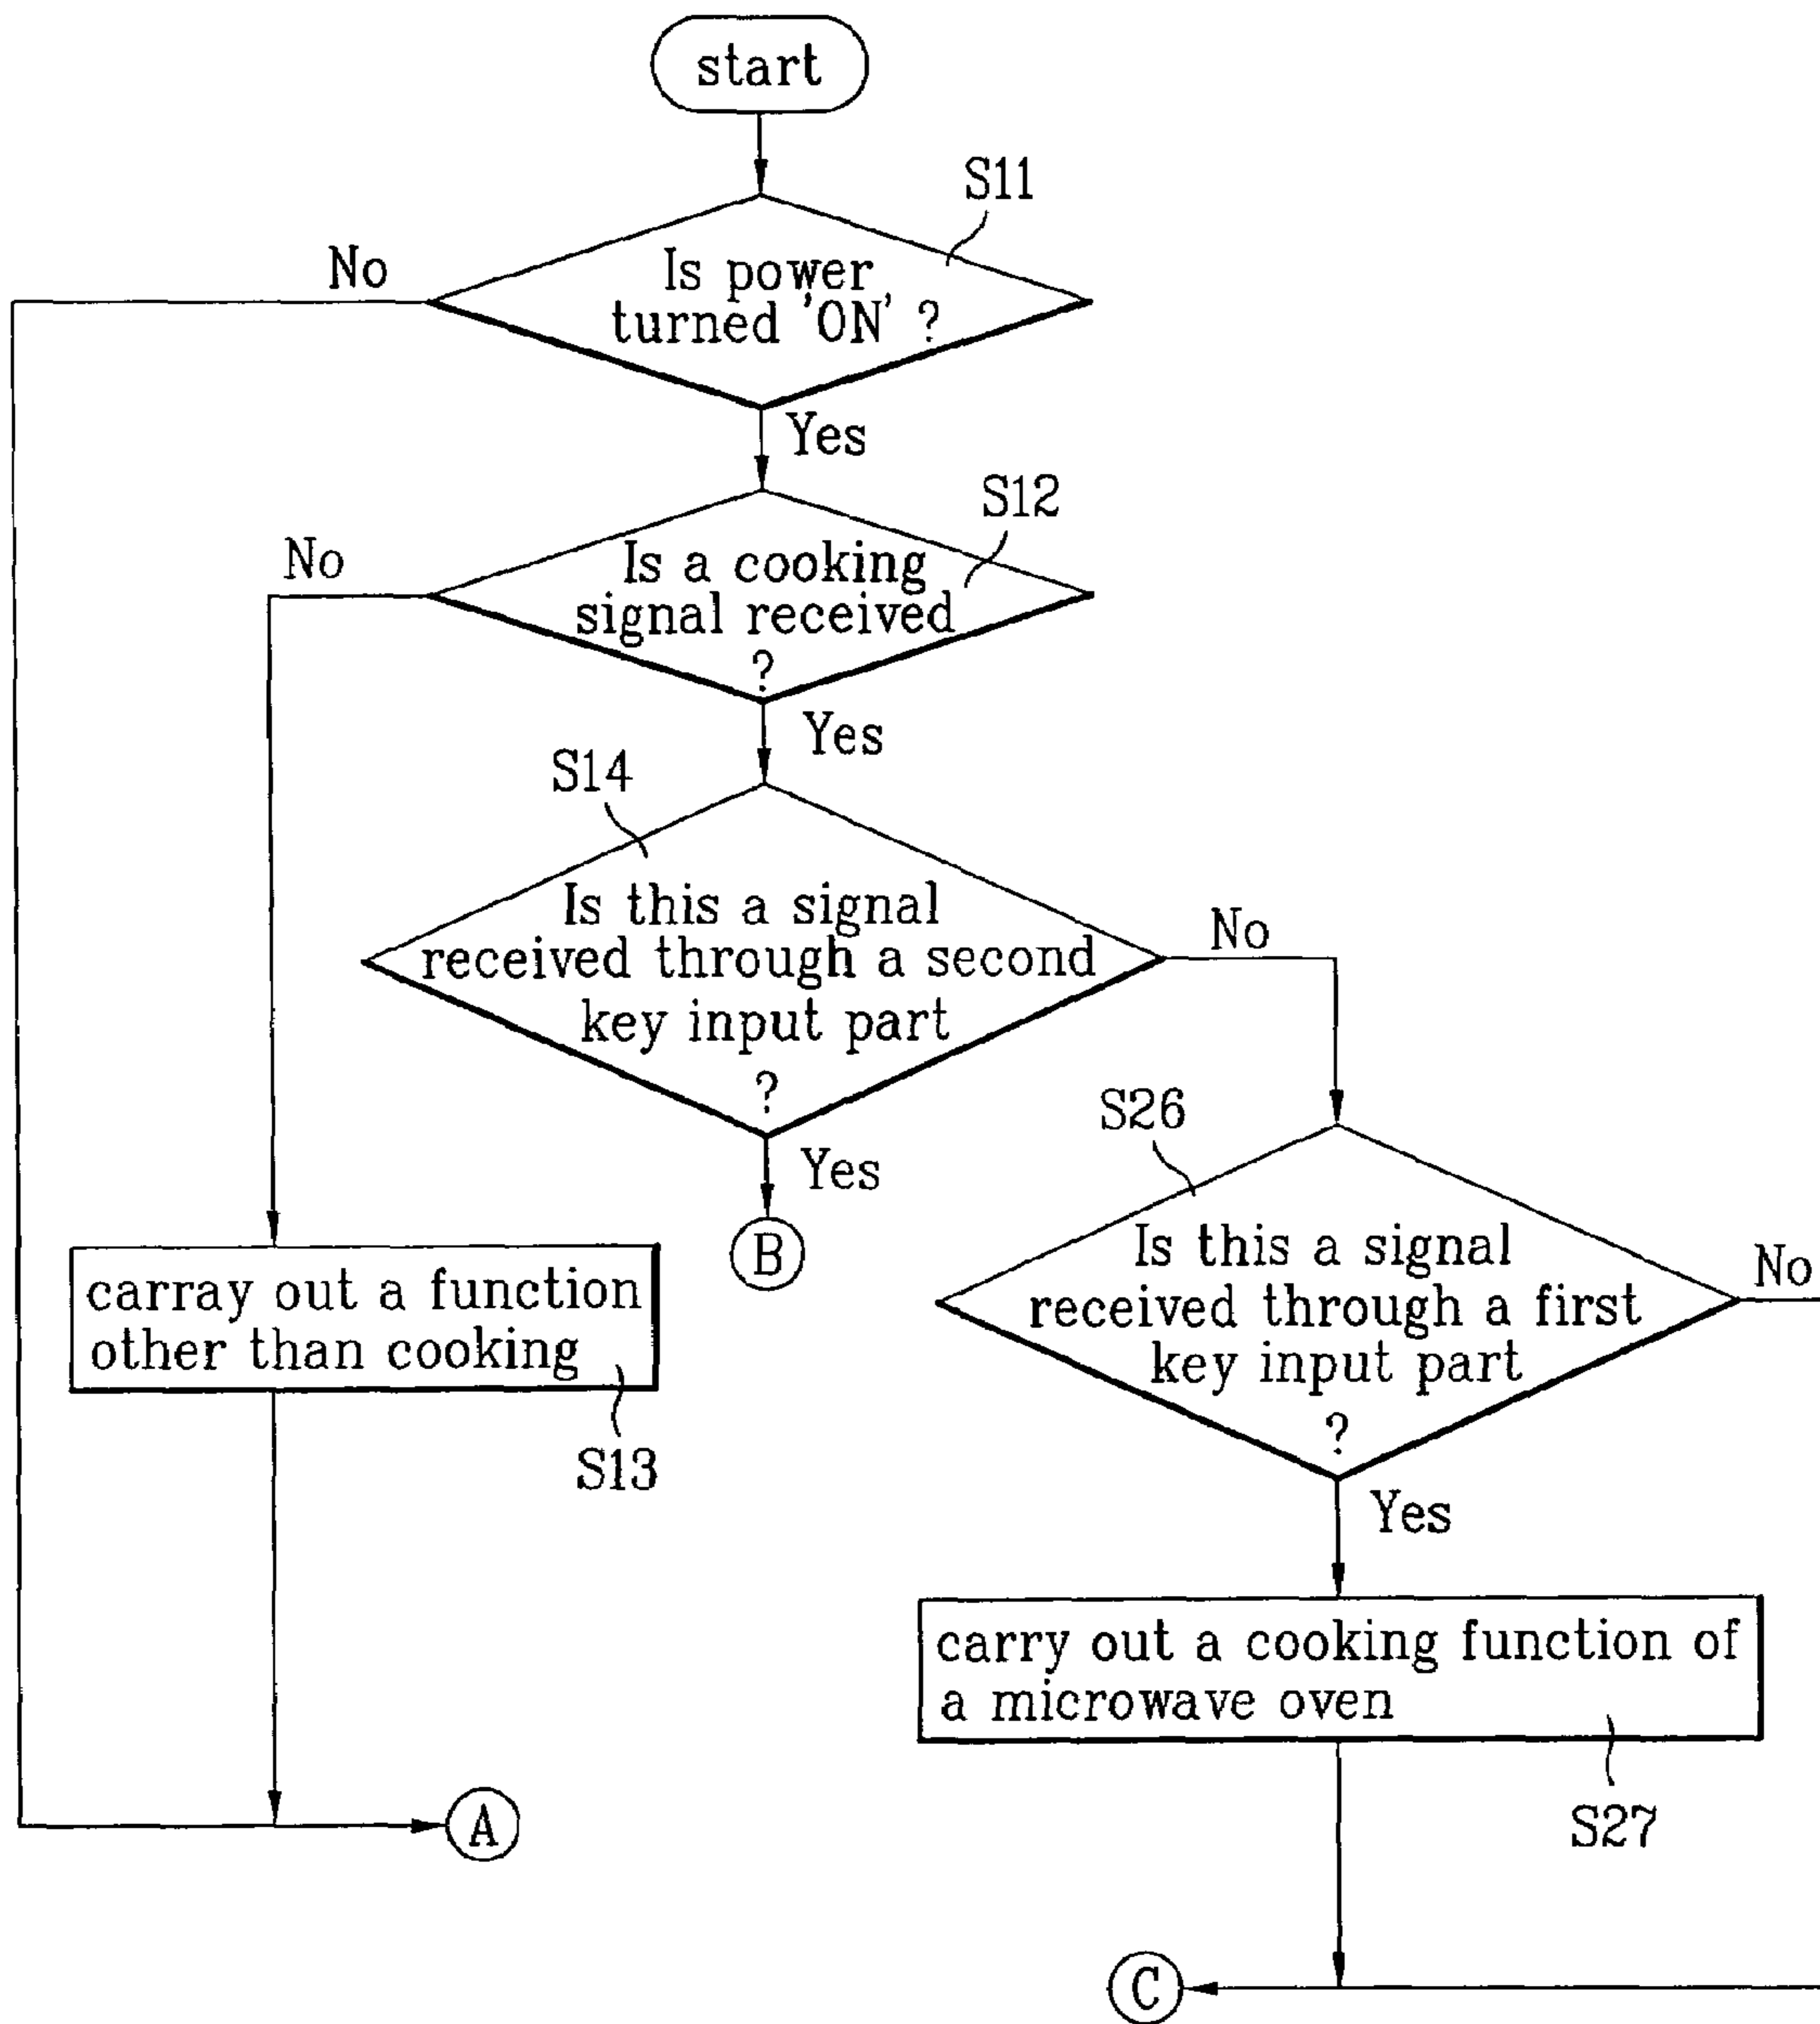 start
S11
No
Is power
turned 'ON' ?
Yes
S12
No
Is a cooking
signal received
?
Yes
S14
Is this a signal
received through a second
key input part
?
No
Yes
B
S26
Is this a signal
received through a first
key input part
?
No
carray out a function
other than cooking
S13
Yes
carry out a cooking function of
a microwave oven
S27
A
C